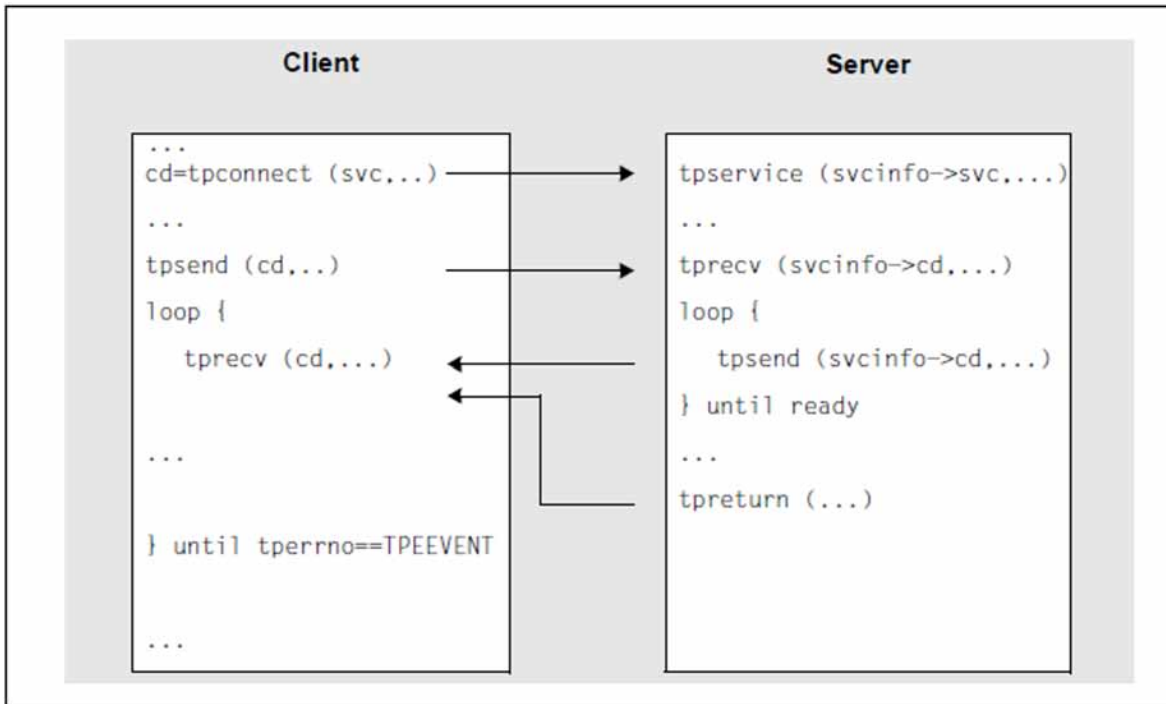 Client
...
cd=tpconnect (svc,..)
...
tpsend (cd,..)
loop {
tprecv (cd,...)
...
} until tperrno==TPEEVENT
...
Server
tpservice (svcinfo->svc,....)
...
tprecv (svcinfo->cd,....)
loop {
tpsend (svcinfo->cd,....)
} until ready
...
tpreturn (...)